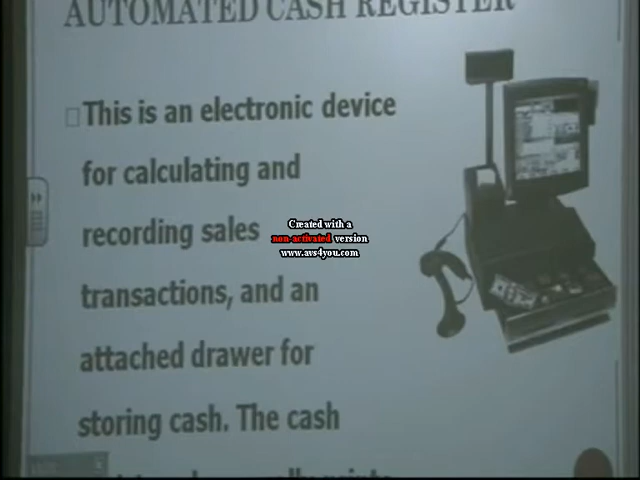 AUTOMATED CASH REGISTER
This is an electronic device
for calculating and
recording sales
transactions, and an
attached drawer for
storing cash. The cash
Created with a
non-activated version
www.avs4you.com